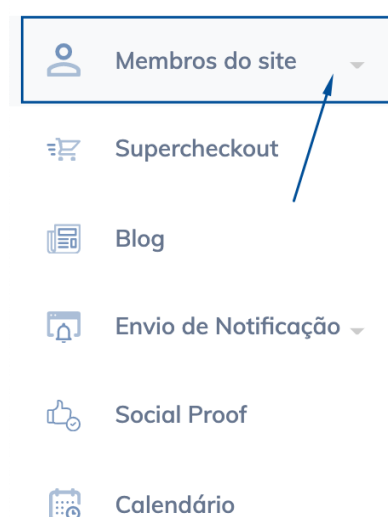 Membros do site
Supercheckout
Blog
Envio de Notificação
Social Proof
Calendário